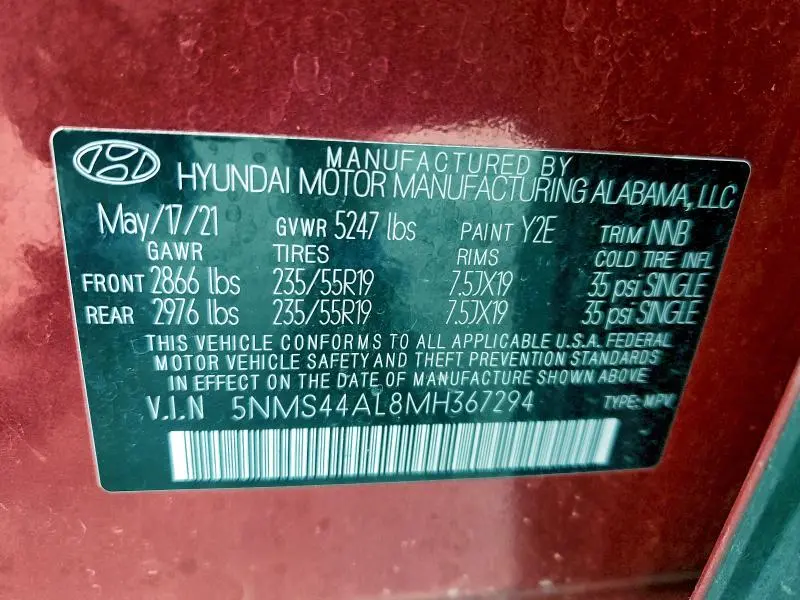 MANUFACTURED BY
HYUNDAI MOTOR MANUFACTURING ALABAMA, LLC
May/17/21 GVWR 5247 lbs PAINT Y2E TRIM NNB
GAWR TIRES RIMS COLD TIRE INFL
FRONT 2866 lbs 235/55R19 7.5JX19 35 psi SINGLE
REAR 2976 lbs 235/55R19 7.5JX19 35 psi SINGLE
THIS VEHICLE CONFORMS TO ALL APPLICABLE U.S.A. FEDERAL
MOTOR VEHICLE SAFETY AND THEFT PREVENTION STANDARDS
IN EFFECT ON THE DATE OF MANUFACTURE SHOWN ABOVE
V.I.N 5NMS44AL8MH367294 TYPE: MPV